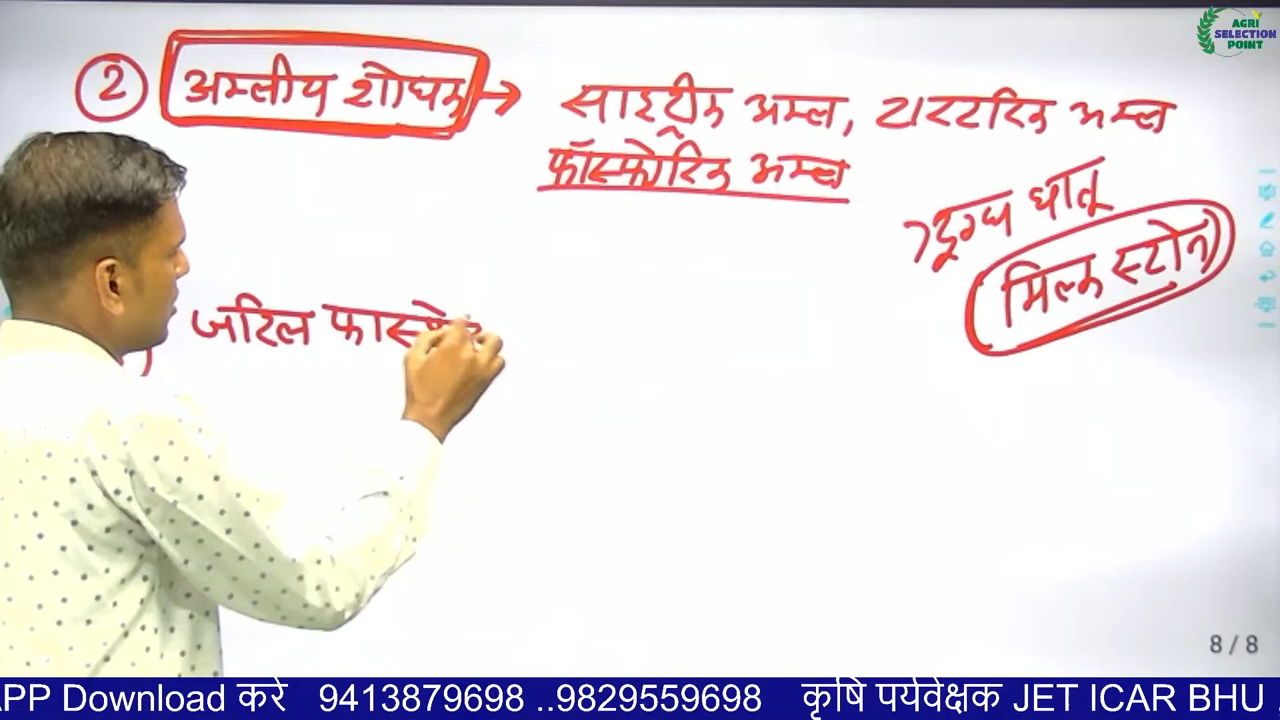 AGRI
SELECTION
POINT
2 अम्लीय शोधक → साइट्रीक अम्ल, टारटरिक अम्ल
फॉस्फोरिक अम्ल
दुग्ध धातु
मिल्क स्टोन
जटिल
8 / 8
APP Download करे 9413879698 ..9829559698 कृषि पर्यवेक्षक JET ICAR BHU